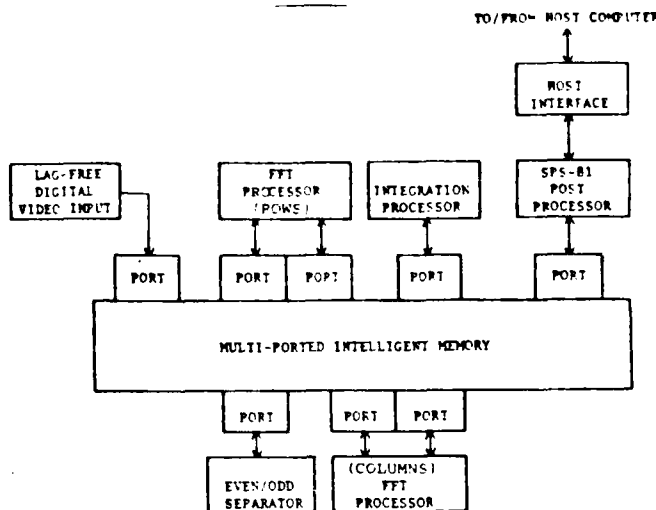 TO/FROM HOST COMPUTER
HOST
INTERFACE
LAG-FREE
DIGITAL
VIDEO INPUT
FFT
PROCESSOR
(ROWS)
INTEGRATION
PROCESSOR
SPS-81
POST
PROCESSOR
PORT
PORT
PORT
PORT
PORT
MULTI-PORTED INTELLIGENT MEMORY
PORT
PORT
PORT
EVEN/ODD
SEPARATOR
(COLUMNS)
FFT
PROCESSOR